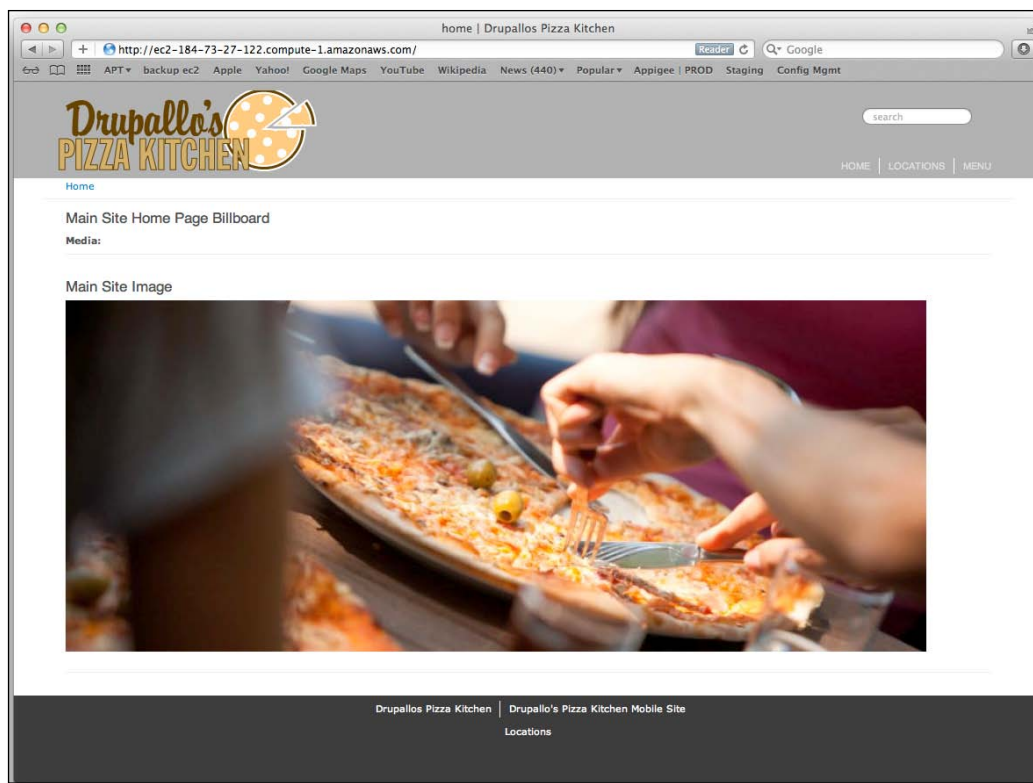 home | Drupallos Pizza Kitchen
http://ec2-184-73-27-122.compute-1.amazonaws.com/
Reader
Google
APT backup ec2 Apple Yahoo! Google Maps YouTube Wikipedia News (440) Popular Appigee | PROD Staging Config Mgmt
Drupallo's
PIZZA KITCHEN
search
HOME LOCATIONS MENU
Home
Main Site Home Page Billboard
Media:
Main Site Image
Drupallos Pizza Kitchen Drupallo's Pizza Kitchen Mobile Site
Locations